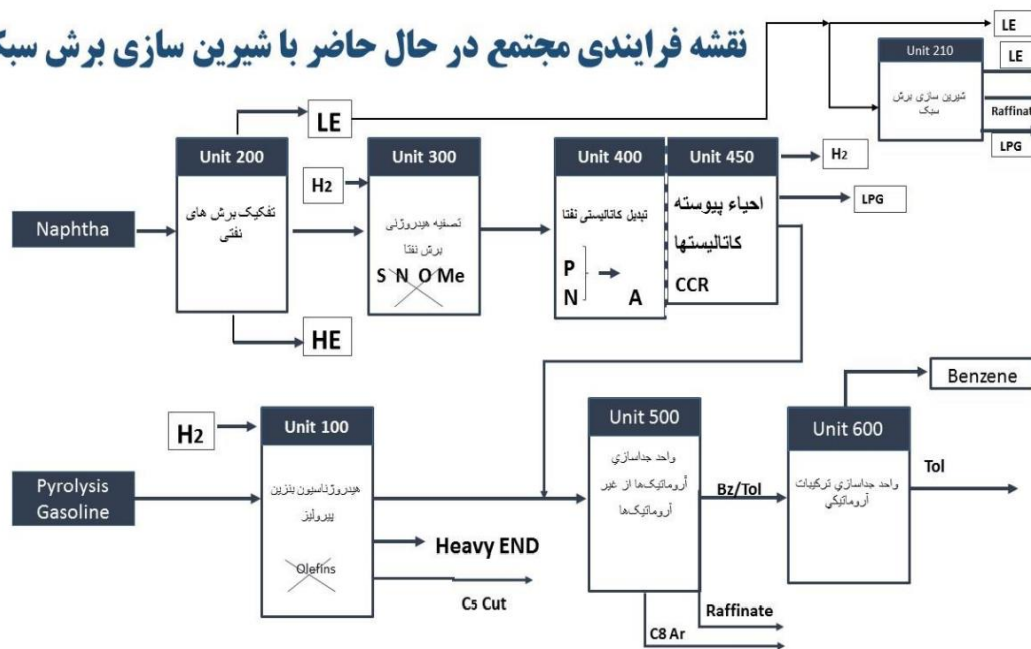 نقشه فرایندی مجتمع در حال حاضر با شیرین سازی برش سبک
LE
LE
Unit 210
شیرین سازی برش
سبک
Raffinate
LPG
LE
H2
Unit 200
تفکیک برش های
نفتی
HE
Naphtha
H2
Unit 300
تصفیه هیدروژنی
برش نفتا
S N O Me
Unit 400
تبدیل کاتالیستی نفتا
P
N
A
Unit 450
احیاء پیوسته
کاتالیستها
CCR
LPG
Benzene
H2
Unit 100
هیدروژناسیون بنزین
پیرولیز
Olefins
Pyrolysis
Gasoline
Heavy END
C5 Cut
Unit 500
واحد جداسازي
آروماتیک‌ها از غیر
آروماتیک‌ها
Bz/Tol
Raffinate
C8 Ar
Unit 600
واحد جداسازي ترکیبات
آروماتیکي
Tol